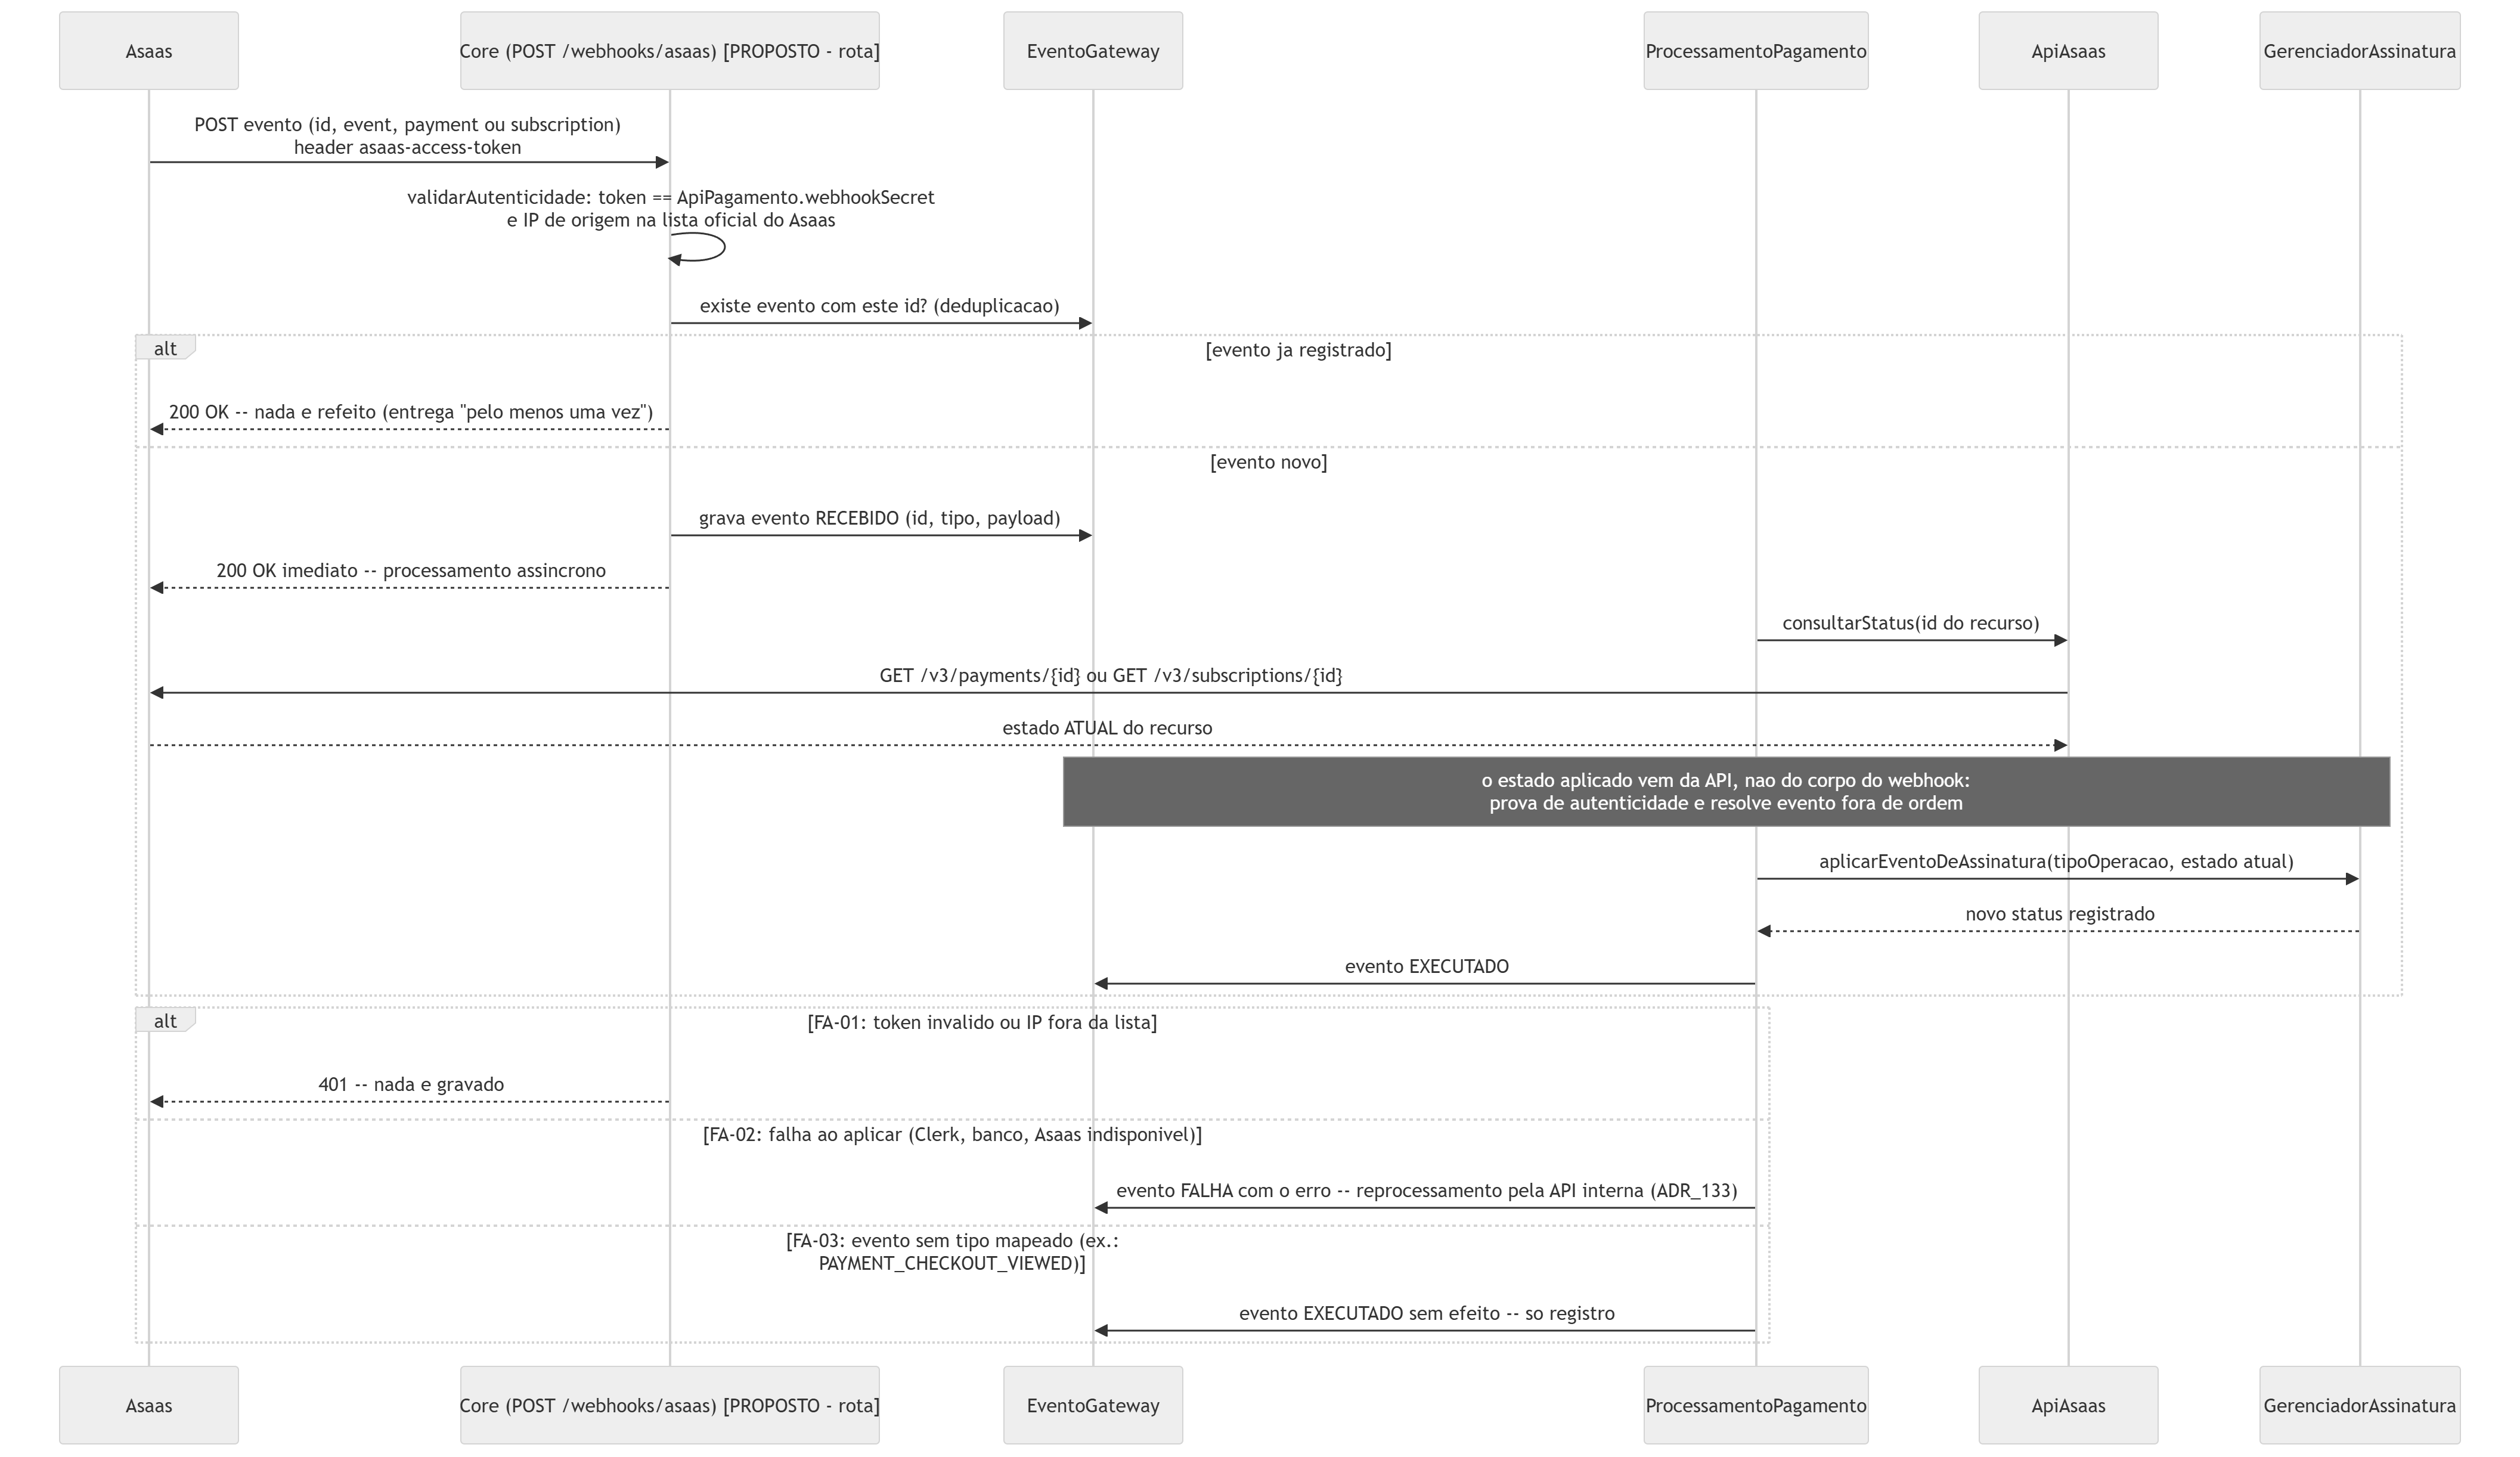 Asaas
Core (POST /webhooks/asaas) [PROPOSTO - rota]
EventoGateway
ProcessamentoPagamento
ApiAsaas
GerenciadorAssinatura
POST evento (id, event, payment ou subscription)
header asaas-access-token
validarAutenticidade: token == ApiPagamento.webhookSecret
e IP de origem na lista oficial do Asaas
existe evento com este id? (deduplicacao)
alt
[evento ja registrado]
200 OK -- nada e refeito (entrega "pelo menos uma vez")
[evento novo]
grava evento RECEBIDO (id, tipo, payload)
200 OK imediato -- processamento assincrono
consultarStatus(id do recurso)
GET /v3/payments/{id} ou GET /v3/subscriptions/{id}
estado ATUAL do recurso
o estado aplicado vem da API, nao do corpo do webhook:
prova de autenticidade e resolve evento fora de ordem
aplicarEventoDeAssinatura(tipoOperacao, estado atual)
novo status registrado
evento EXECUTADO
alt
[FA-01: token invalido ou IP fora da lista]
401 -- nada e gravado
[FA-02: falha ao aplicar (Clerk, banco, Asaas indisponivel)]
evento FALHA com o erro -- reprocessamento pela API interna (ADR_133)
[FA-03: evento sem tipo mapeado (ex.:
PAYMENT_CHECKOUT_VIEWED)]
evento EXECUTADO sem efeito -- so registro
Asaas
Core (POST /webhooks/asaas) [PROPOSTO - rota]
EventoGateway
ProcessamentoPagamento
ApiAsaas
GerenciadorAssinatura